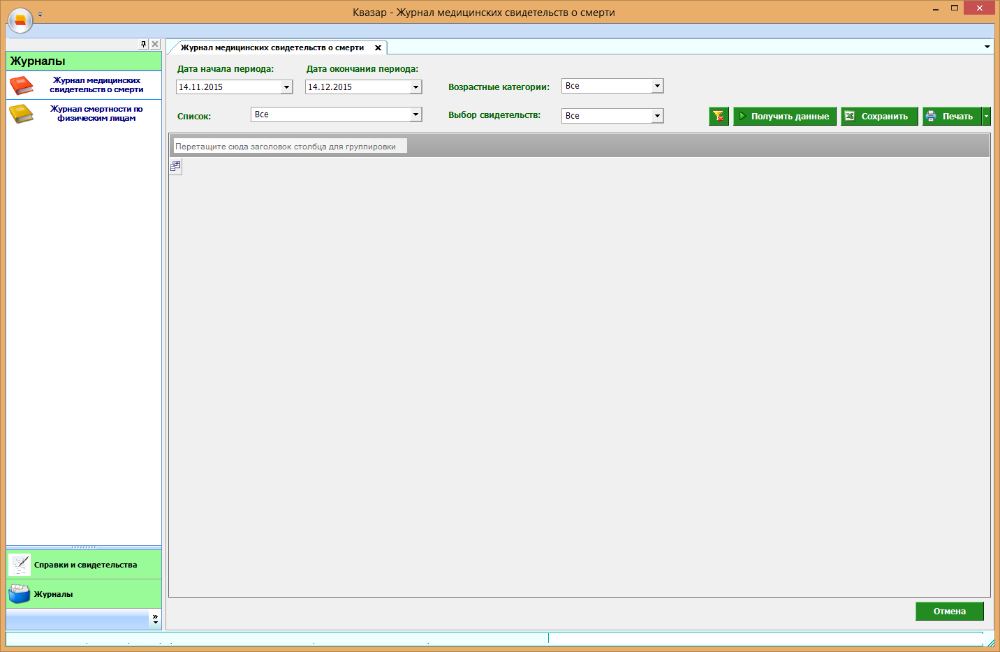 Квазар - Журнал медицинских свидетельств о смерти
Журналы
Журнал медицинских
свидетельств о смерти
Журнал смертности по
физическим лицам
Справки и свидетельства
Журналы
Журнал медицинских свидетельств о смерти
Дата начала периода:
Дата окончания периода:
14.11.2015
14.12.2015
Возрастные категории:
Все
Список:
Все
Выбор свидетельств:
Все
Получить данные
Сохранить
Печать
Перетащите сюда заголовок столбца для группировки
Отмена